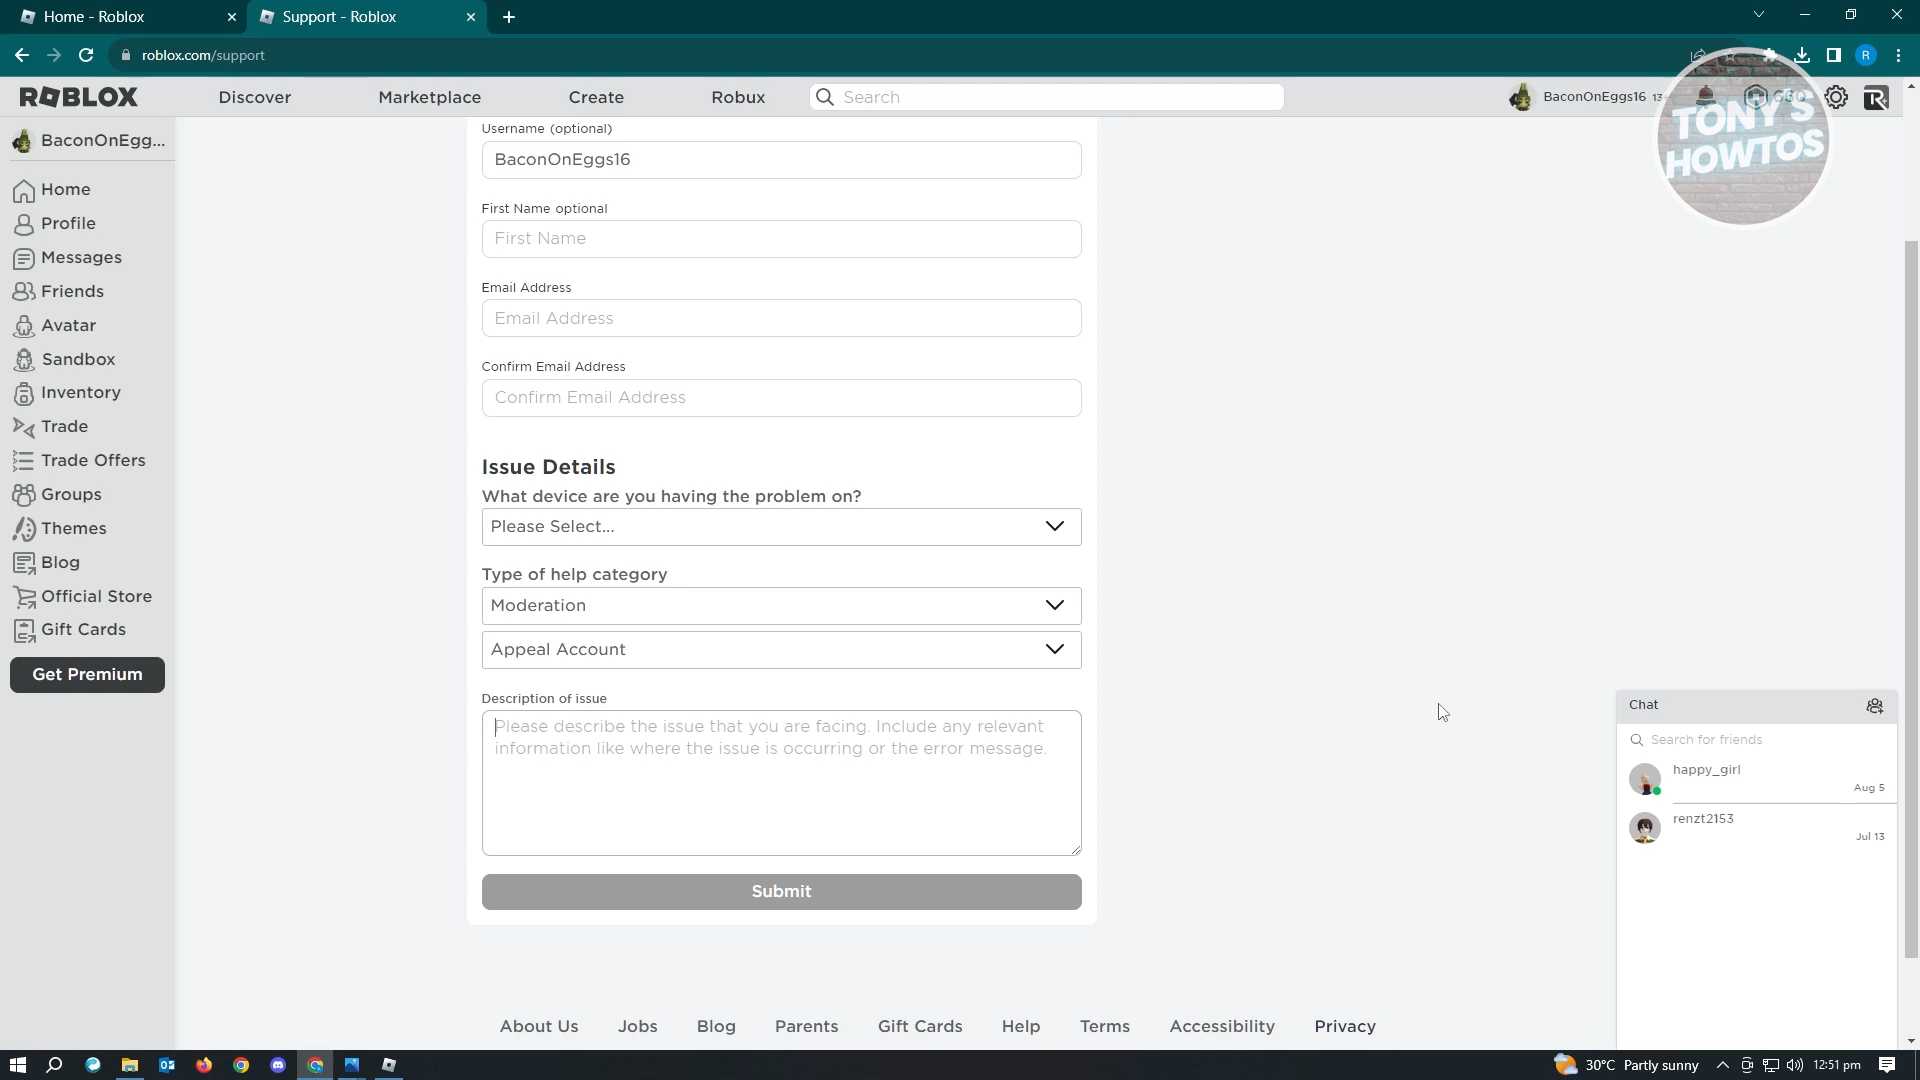 Home - Roblox
Support - Roblox
roblox.com/support
R
ROBLOX
Discover
Marketplace
Create
Robux
Search
BaconOnEggs16 13+
TONY'S
HOWTOS
BaconOnEgg...
Home
Profile
Messages
Friends
Avatar
Sandbox
Inventory
Trade
Trade Offers
Groups
Themes
Blog
Official Store
Gift Cards
Get Premium
Username (optional)
BaconOnEggs16
First Name optional
First Name
Email Address
Email Address
Confirm Email Address
Confirm Email Address
Issue Details
What device are you having the problem on?
Please Select...
Type of help category
Moderation
Appeal Account
Description of issue
Please describe the issue that you are facing. Include any relevant
information like where the issue is occurring or the error message.
Submit
Chat
Search for friends
happy_girl
Aug 5
renzt2153
Jul 13
About Us
Jobs
Blog
Parents
Gift Cards
Help
Terms
Accessibility
Privacy
30°C Partly sunny
12:51 pm